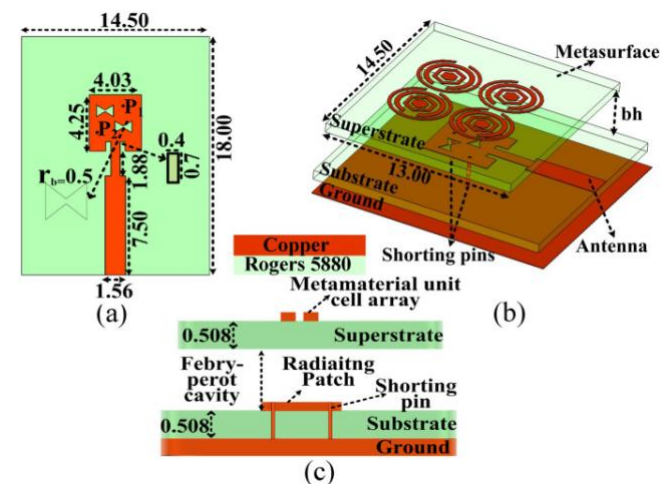 14.50
4.03
4.25
P1
P2
0.4
0.7
1.88
rb=0.5
7.50
18.00
1.56
(a)
14.50
Metasurface
bh
Superstrate
13.00
Substrate
Ground
Shorting pins
Antenna
(b)
Copper
Rogers 5880
Metamaterial unit
cell array
0.508
Superstrate
Febry-
perot
cavity
Radiaitng
Patch
Shorting
pin
0.508
Substrate
Ground
(c)